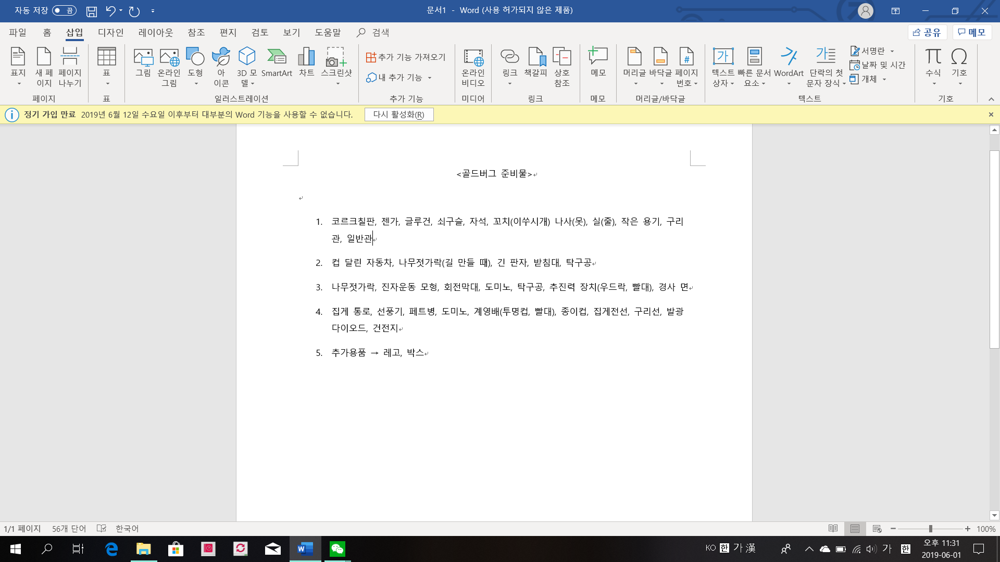 자동 저장 끔 문서1 - Word (사용 허가되지 않은 제품)
파일 홈 삽입 디자인 레이아웃 참조 편지 검토 보기 도움말 검색 공유 메모
표지 새 페이지 페이지 나누기
표
그림 온라인 그림 도형 아이콘 3D 모델 SmartArt 차트 스크린샷
추가 기능 가져오기
내 추가 기능
온라인 비디오
링크 책갈피 상호 참조
메모
머리글 바닥글 페이지 번호
텍스트 상자 빠른 문서 요소 WordArt 단락의 첫 문자 장식
서명란
날짜 및 시간
개체
수식 기호
페이지 표 일러스트레이션 추가 기능 미디어 링크 메모 머리글/바닥글 텍스트 기호
정기 가입 만료 2019년 6월 12일 수요일 이후부터 대부분의 Word 기능을 사용할 수 없습니다. 다시 활성화(R)
<골드버그 준비물>
1. 코르크칠판, 젠가, 글루건, 쇠구슬, 자석, 꼬치(이쑤시개) 나사(못), 실(줄), 작은 용기, 구리
관, 일반관
2. 컵 달린 자동차, 나무젓가락(길 만들 때), 긴 판자, 받침대, 탁구공
3. 나무젓가락, 진자운동 모형, 회전막대, 도미노, 탁구공, 추진력 장치(우드락, 빨대), 경사 면
4. 집게 통로, 선풍기, 페트병, 도미노, 계영배(투명컵, 빨대), 종이컵, 집게전선, 구리선, 발광
다이오드, 건전지
5. 추가용품 → 레고, 박스
1/1 페이지 56개 단어 한국어 100%
KO 한 가 漢 가 한 오후 11:31
2019-06-01